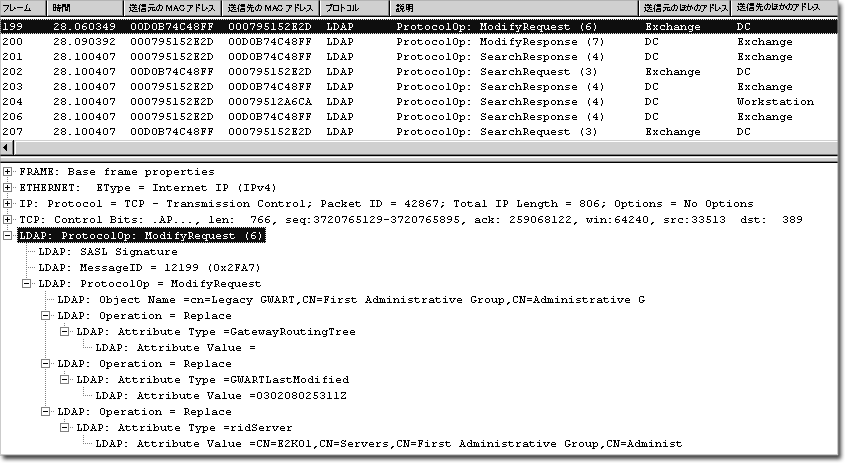 フレーム 時間 送信元の MAC アドレス 送信先の MAC アドレス プロトコル 説明 送信元のほかのアドレス 送信先のほかのアドレス
199 28.060349 00D0B74C48FF 000795152E2D LDAP ProtocolOp: ModifyRequest (6) Exchange DC
200 28.090392 000795152E2D 00D0B74C48FF LDAP ProtocolOp: ModifyResponse (7) DC Exchange
201 28.100407 000795152E2D 00D0B74C48FF LDAP ProtocolOp: SearchResponse (4) DC Exchange
202 28.100407 00D0B74C48FF 000795152E2D LDAP ProtocolOp: SearchRequest (3) Exchange DC
203 28.100407 000795152E2D 00D0B74C48FF LDAP ProtocolOp: SearchResponse (4) DC Exchange
204 28.100407 000795152E2D 00079512A6CA LDAP ProtocolOp: SearchResponse (4) DC Workstation
206 28.100407 000795152E2D 00D0B74C48FF LDAP ProtocolOp: SearchResponse (4) DC Exchange
207 28.100407 00D0B74C48FF 000795152E2D LDAP ProtocolOp: SearchRequest (3) Exchange DC
FRAME: Base frame properties
ETHERNET: EType = Internet IP (IPv4)
IP: Protocol = TCP - Transmission Control; Packet ID = 42867; Total IP Length = 806; Options = No Options
TCP: Control Bits: .AP..., len: 766, seq:3720765129-3720765895, ack: 259068122, win:64240, src:33513 dst: 389
LDAP: ProtocolOp: ModifyRequest (6)
LDAP: SASL Signature
LDAP: MessageID = 12199 (0x2FA7)
LDAP: ProtocolOp = ModifyRequest
LDAP: Object Name =cn=Legacy GWART,CN=First Administrative Group,CN=Administrative G
LDAP: Operation = Replace
LDAP: Attribute Type =GatewayRoutingTree
LDAP: Attribute Value =
LDAP: Operation = Replace
LDAP: Attribute Type =GWARTLastModified
LDAP: Attribute Value =030208025311Z
LDAP: Operation = Replace
LDAP: Attribute Type =ridServer
LDAP: Attribute Value =CN=E2K01,CN=Servers,CN=First Administrative Group,CN=Administ